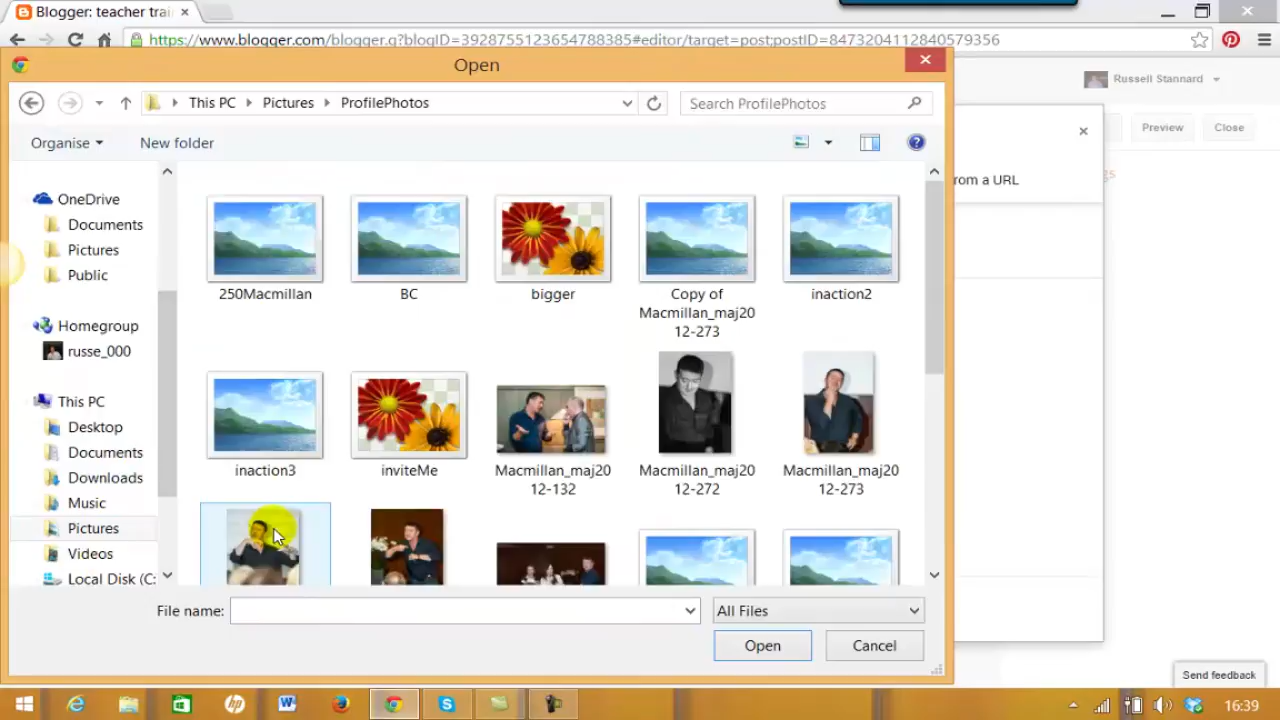 Blogger: teacher trai
https://www.blogger.com/blogger.g?blogID=3928755123654788385#editor/target=post;postID=8473204112840579356
Open
Russell Stannard
This PC
Pictures
ProfilePhotos
Search ProfilePhotos
Preview
Close
Organise
New folder
rom a URL
OneDrive
Documents
Pictures
Public
Homegroup
russe_000
This PC
Desktop
Documents
Downloads
Music
Pictures
Videos
Local Disk (C:
250Macmillan
BC
bigger
Copy of
Macmillan_maj20
12-273
inaction2
inaction3
inviteMe
Macmillan_maj20
12-132
Macmillan_maj20
12-272
Macmillan_maj20
12-273
File name:
All Files
Open
Cancel
Send feedback
16:39